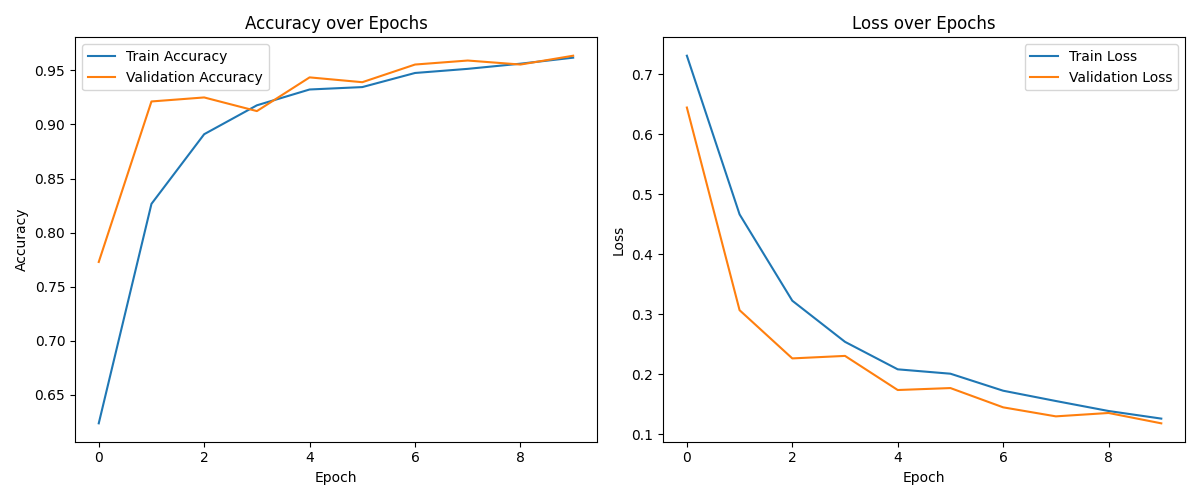 Accuracy over Epochs
Train Accuracy
Validation Accuracy
0.95
0.90
0.85
0.80
0.75
0.70
0.65
Accuracy
0 2 4 6 8
Epoch
Loss over Epochs
Train Loss
Validation Loss
0.7
0.6
0.5
0.4
0.3
0.2
0.1
Loss
0 2 4 6 8
Epoch